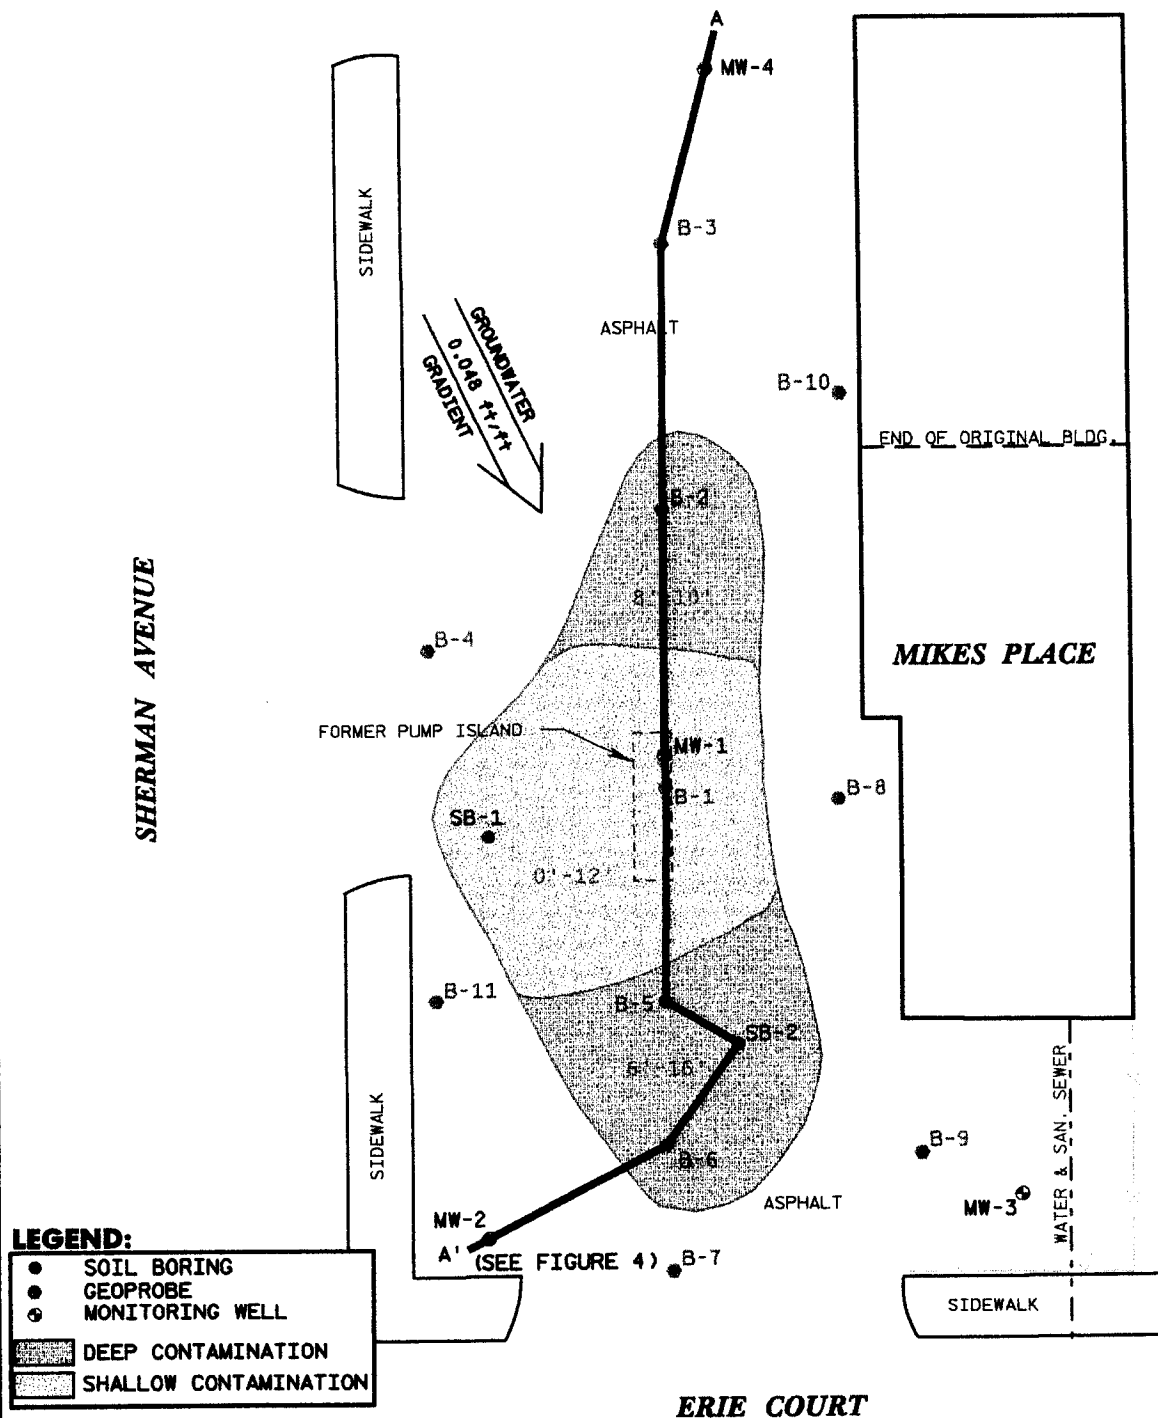 A
MW-4
SIDEWALK
B-3
ASPHALT
GROUNDWATER
0.048 ft/ft
GRADIENT
B-10
END OF ORIGINAL BLDG.
B-2
8'-10'
SHERMAN AVENUE
B-4
MIKES PLACE
FORMER PUMP ISLAND
MW-1
B-1
B-8
SB-1
0'-12'
B-11
B-5
SB-2
SIDEWALK
B-6
B-9
WATER & SAN. SEWER
MW-3
ASPHALT
MW-2
A' (SEE FIGURE 4)
B-7
SIDEWALK
LEGEND:
SOIL BORING
GEOPROBE
MONITORING WELL
DEEP CONTAMINATION
SHALLOW CONTAMINATION
ERIE COURT